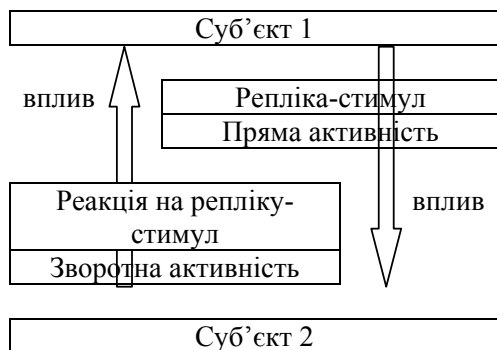 Суб’єкт 1
вплив
Репліка-стимул
Пряма активність
Реакція на репліку-
стимул
вплив
Зворотна активність
Суб’єкт 2